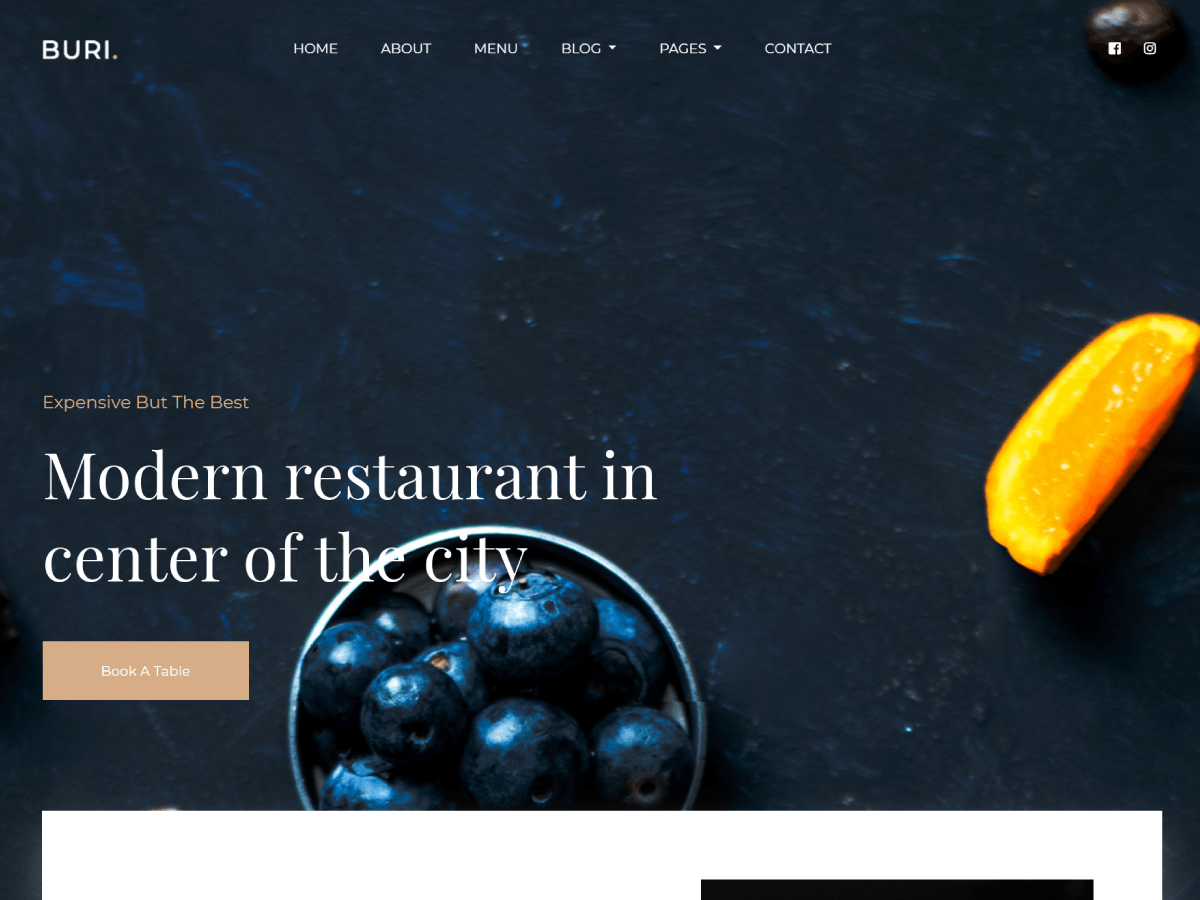 BURI.
HOME ABOUT MENU BLOG PAGES CONTACT
Expensive But The Best
Modern restaurant in
center of the city
Book A Table